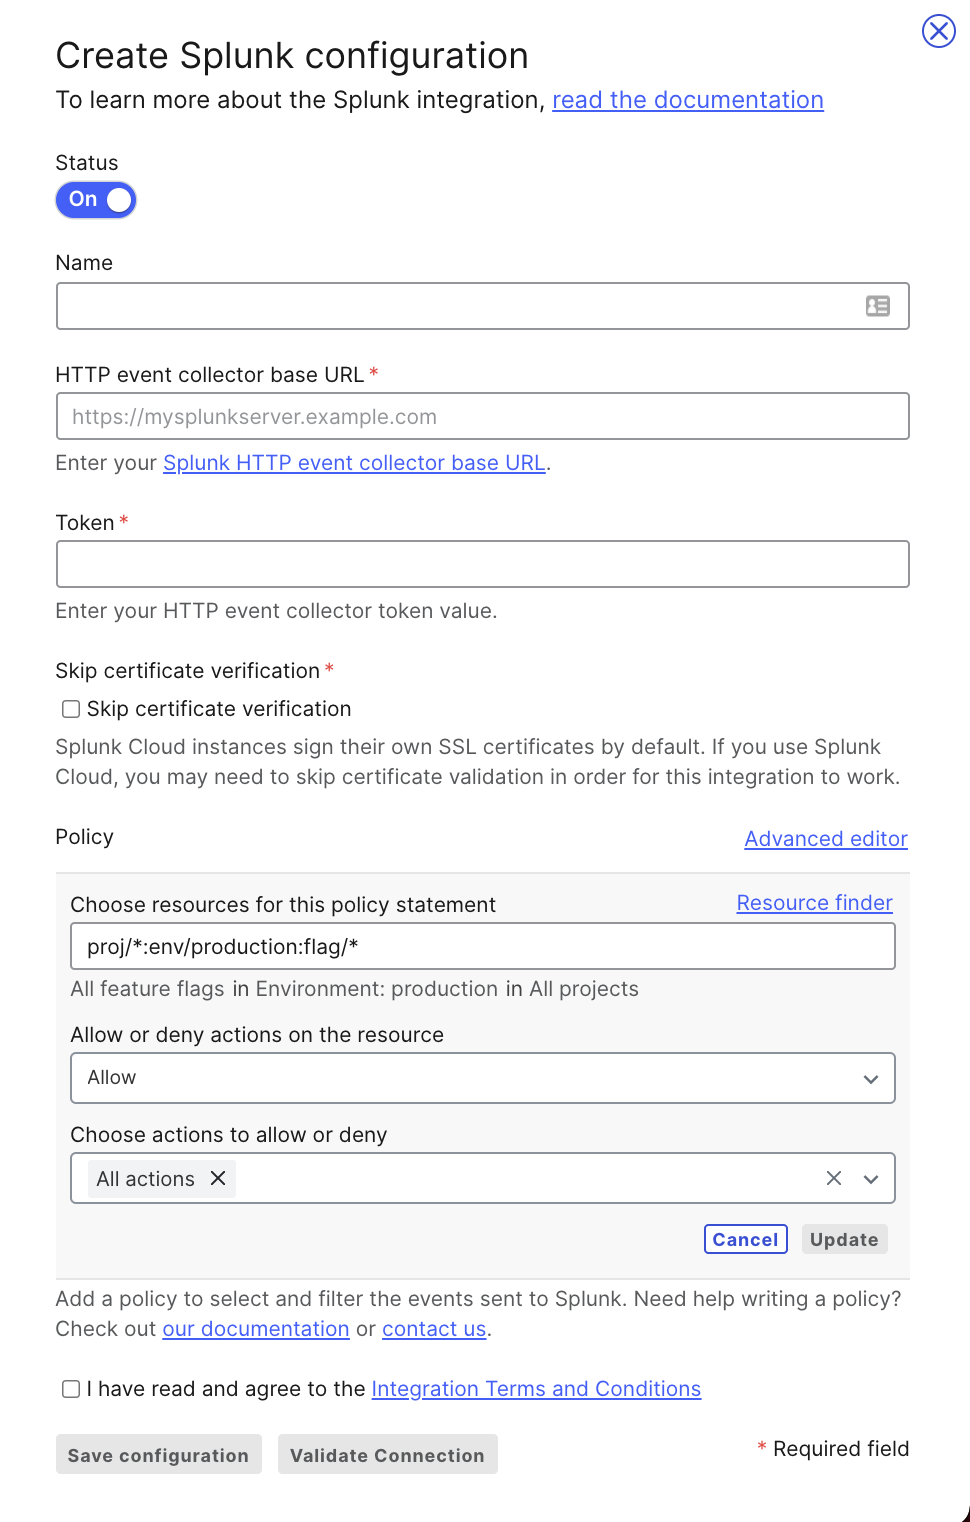 Create Splunk configuration
To learn more about the Splunk integration, read the documentation
Status
On
Name
HTTP event collector base URL *
https://mysplunkserver.example.com
Enter your Splunk HTTP event collector base URL.
Token *
Enter your HTTP event collector token value.
Skip certificate verification *
Skip certificate verification
Splunk Cloud instances sign their own SSL certificates by default. If you use Splunk
Cloud, you may need to skip certificate validation in order for this integration to work.
Policy
Advanced editor
Choose resources for this policy statement
Resource finder
proj/*:env/production:flag/*
All feature flags in Environment: production in All projects
Allow or deny actions on the resource
Allow
Choose actions to allow or deny
All actions
Cancel
Update
Add a policy to select and filter the events sent to Splunk. Need help writing a policy?
Check out our documentation or contact us.
I have read and agree to the Integration Terms and Conditions
Save configuration
Validate Connection
* Required field